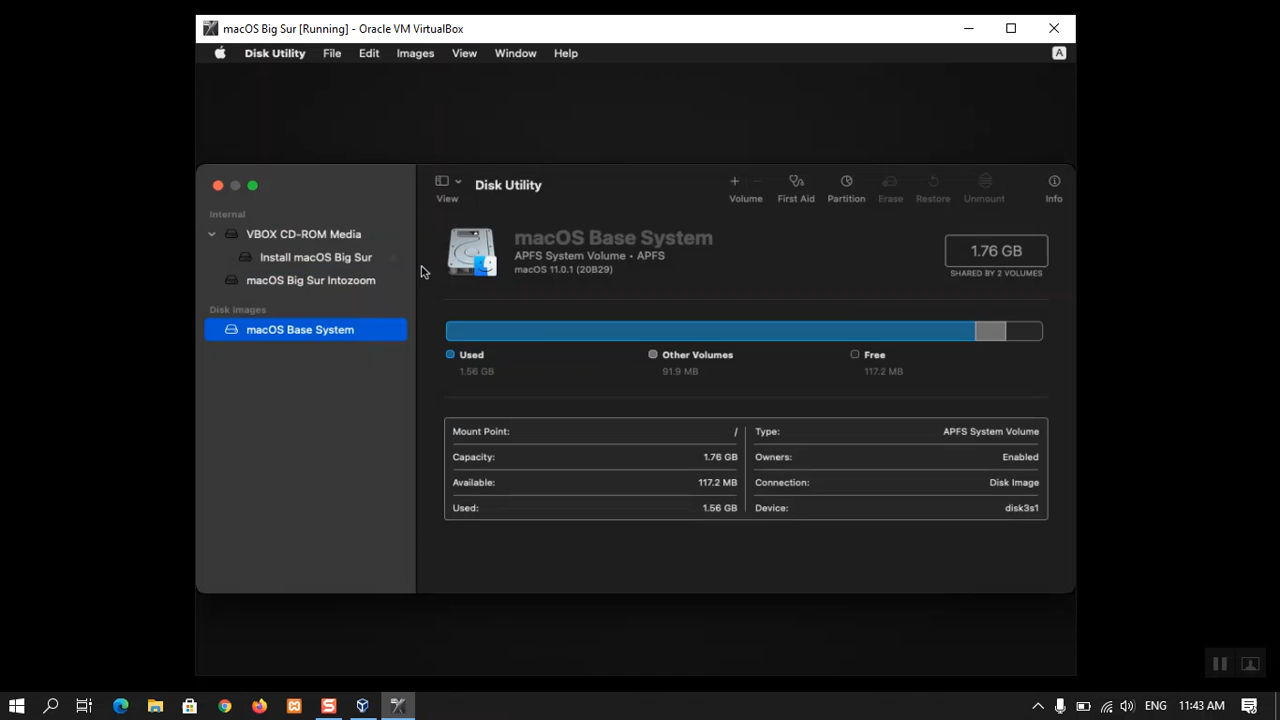 macOS Big Sur [Running] - Oracle VM VirtualBox
Disk Utility File Edit Images View Window Help
A
View
Disk Utility
Volume First Aid Partition Erase Restore Unmount Info
Internal
VBOX CD-ROM Media
Install macOS Big Sur
macOS Big Sur Intozoom
Disk Images
macOS Base System
macOS Base System
APFS System Volume • APFS
macOS 11.0.1 (20B29)
1.76 GB
SHARED BY 2 VOLUMES
Used
1.56 GB
Other Volumes
91.9 MB
Free
117.2 MB
Mount Point: /
Capacity: 1.76 GB
Available: 117.2 MB
Used: 1.56 GB
Type: APFS System Volume
Owners: Enabled
Connection: Disk Image
Device: disk3s1
ENG 11:43 AM